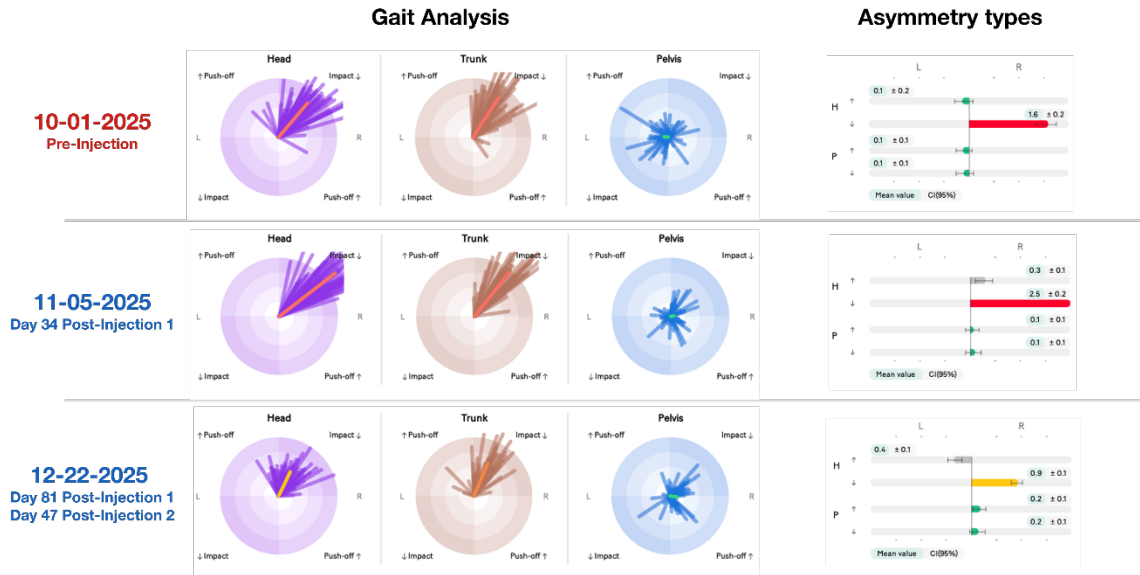 Gait Analysis
Asymmetry types
10-01-2025
Pre-Injection
Head
Trunk
Pelvis
↑ Push-off
Impact ↓
↑ Push-off
Impact ↓
↑ Push-off
Impact ↓
L
R
L
R
L
R
↓ Impact
Push-off ↑
↓ Impact
Push-off ↑
↓ Impact
Push-off ↑
L
R
0.1 ± 0.2
H ↑
1.6 ± 0.2
↓
0.1 ± 0.1
P ↑
0.1 ± 0.1
↓
Mean value CI(95%)
11-05-2025
Day 34 Post-Injection 1
Head
Trunk
Pelvis
↑ Push-off
Impact ↓
↑ Push-off
Impact ↓
↑ Push-off
Impact ↓
L
R
L
R
L
R
↓ Impact
Push-off ↑
↓ Impact
Push-off ↑
↓ Impact
Push-off ↑
L
R
0.3 ± 0.1
H ↑
2.5 ± 0.2
↓
0.1 ± 0.1
P ↑
0.1 ± 0.1
↓
Mean value CI(95%)
12-22-2025
Day 81 Post-Injection 1
Day 47 Post-Injection 2
Head
Trunk
Pelvis
↑ Push-off
Impact ↓
↑ Push-off
Impact ↓
↑ Push-off
Impact ↓
L
R
L
R
L
R
↓ Impact
Push-off ↑
↓ Impact
Push-off ↑
↓ Impact
Push-off ↑
L
R
0.4 ± 0.1
H ↑
0.9 ± 0.1
↓
0.2 ± 0.1
P ↑
0.2 ± 0.1
↓
Mean value CI(95%)